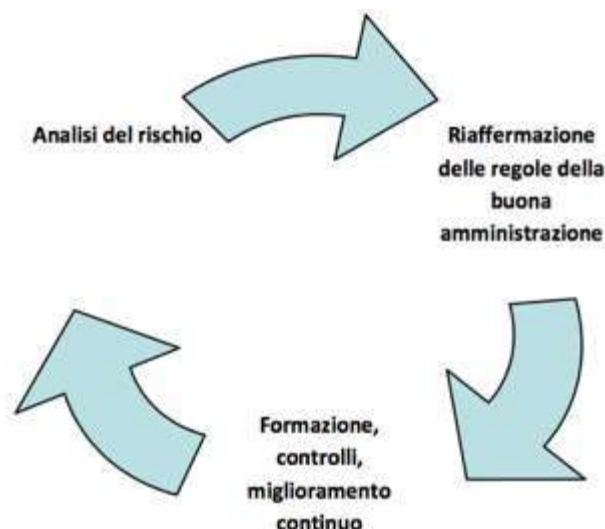 Analisi del rischio
Riaffermazione
delle regole della
buona
amministrazione
Formazione,
controlli,
miglioramento
continuo